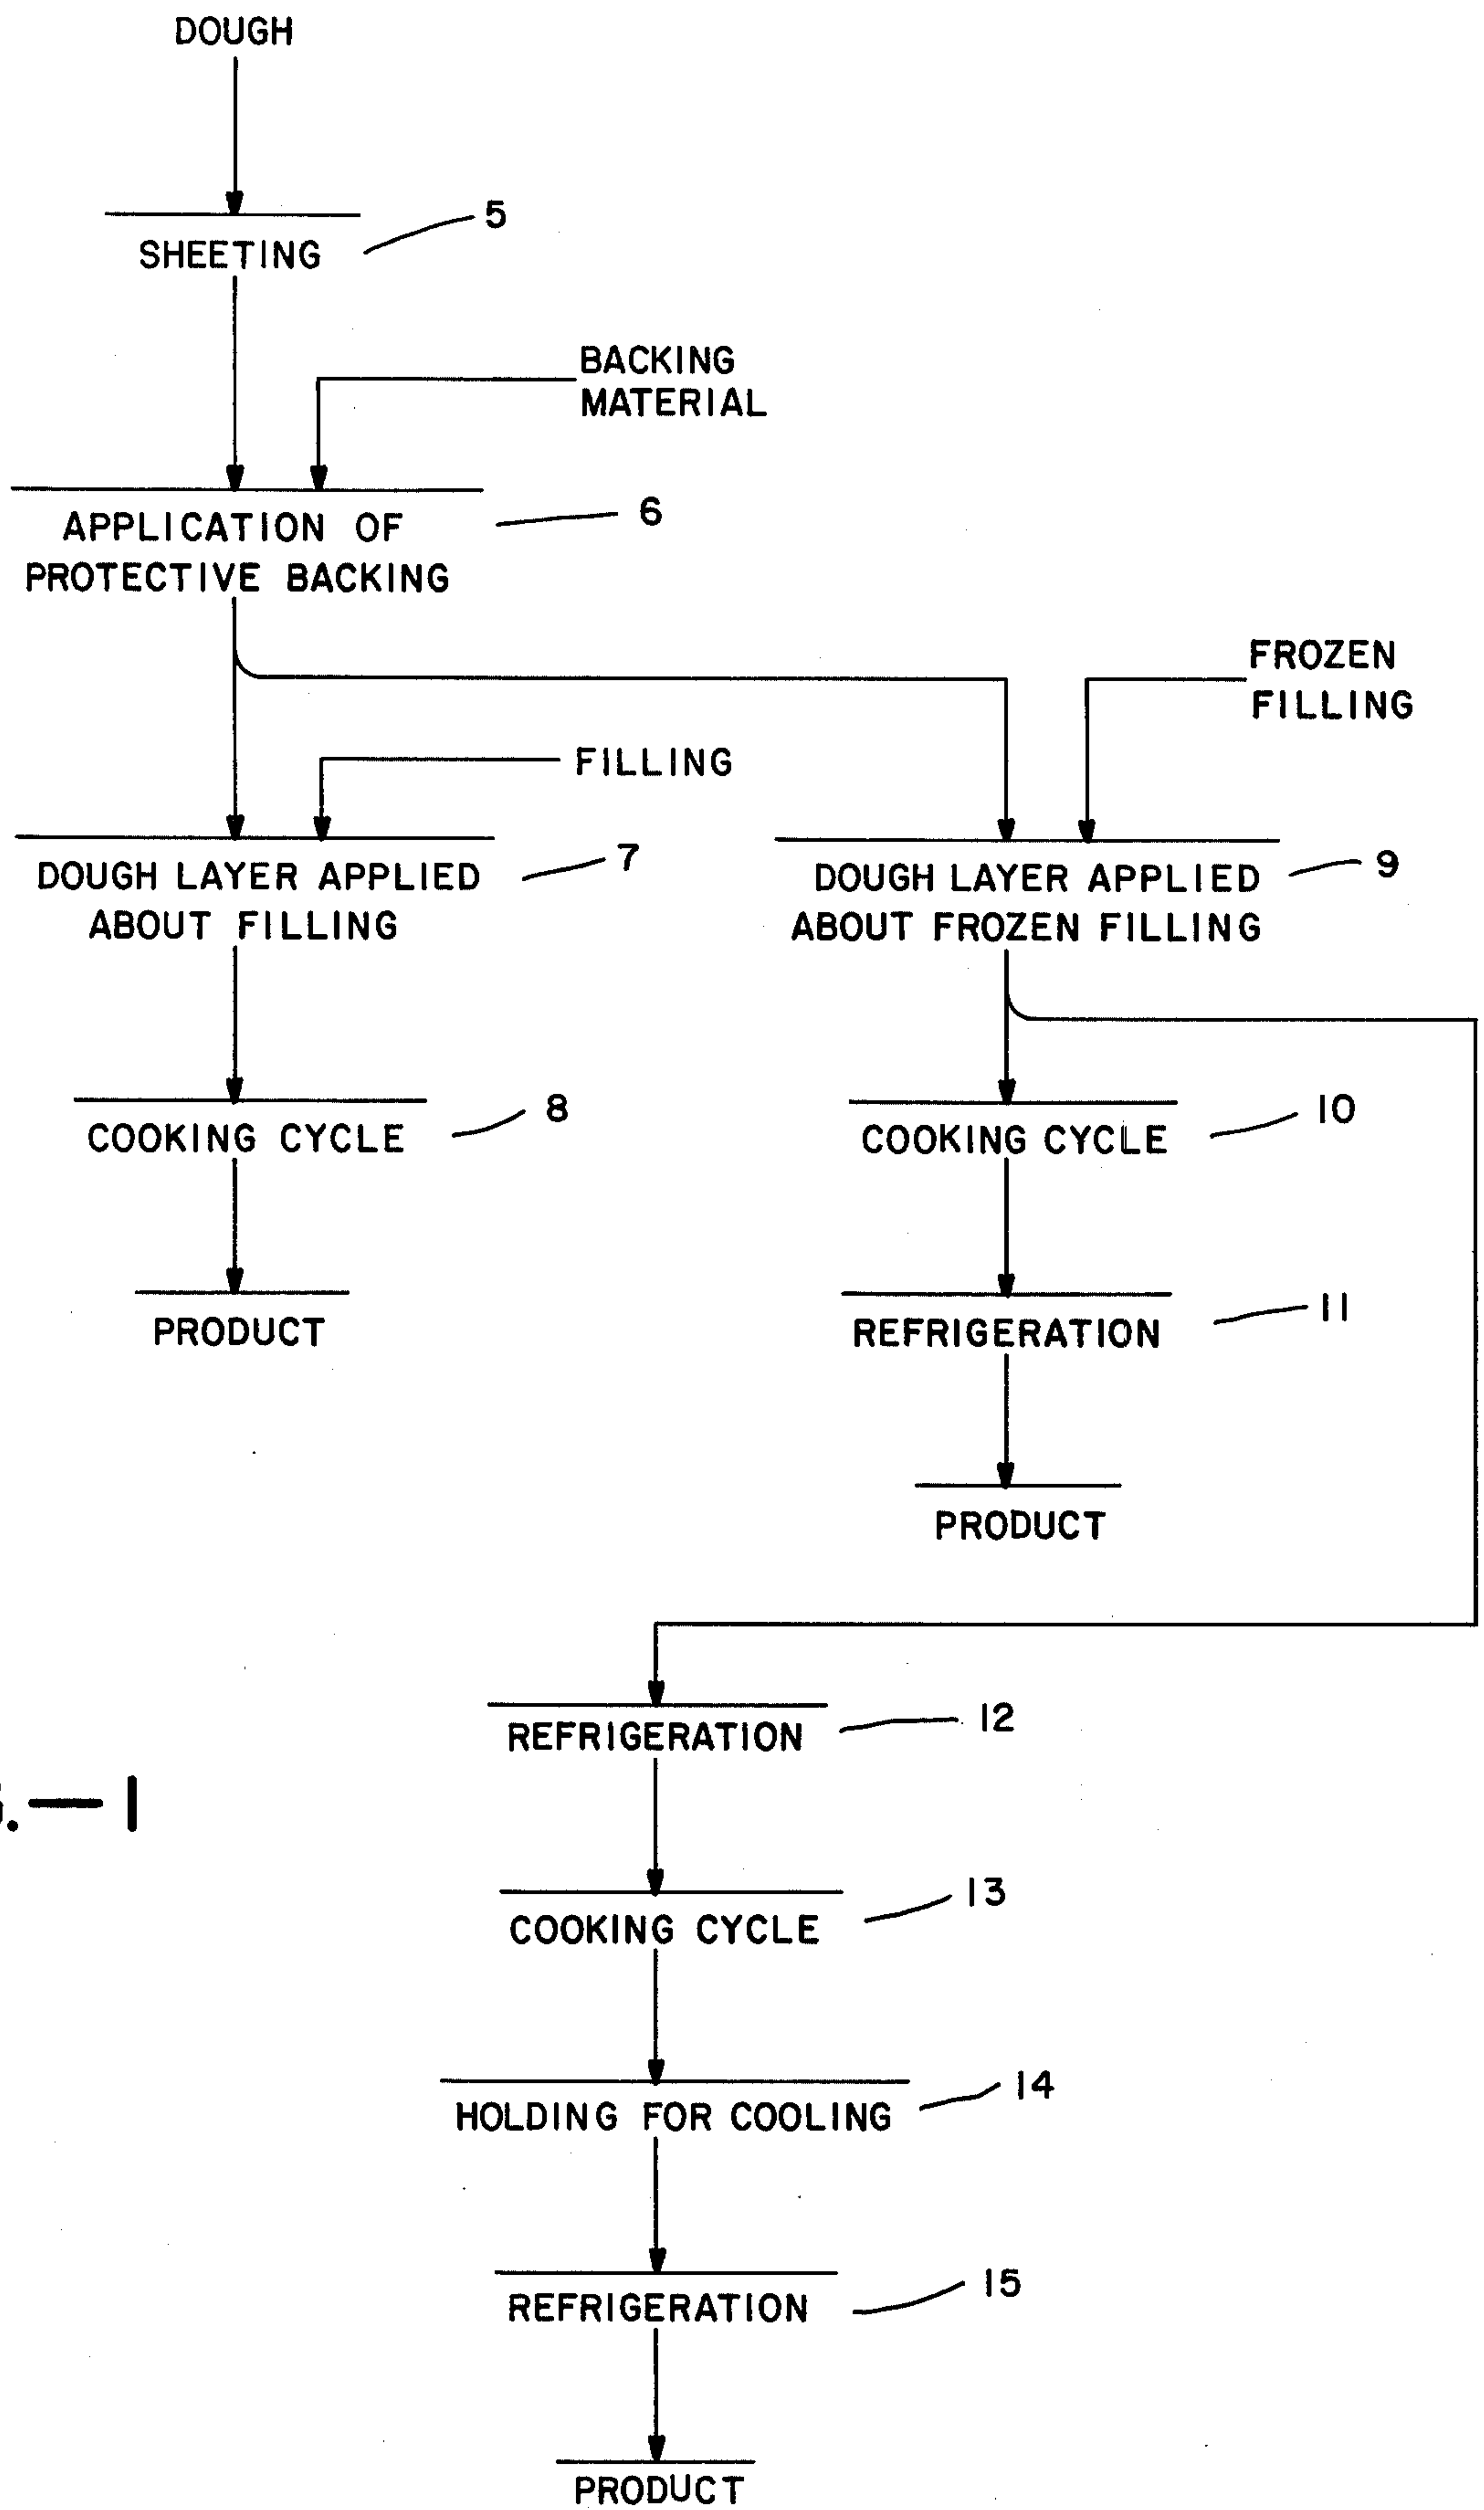 DOUGH
SHEETING
5
BACKING
MATERIAL
APPLICATION OF
PROTECTIVE BACKING
6
FROZEN
FILLING
FILLING
DOUGH LAYER APPLIED
ABOUT FILLING
7
DOUGH LAYER APPLIED
ABOUT FROZEN FILLING
9
COOKING CYCLE
8
COOKING CYCLE
10
PRODUCT
REFRIGERATION
11
PRODUCT
REFRIGERATION
12
.—1
COOKING CYCLE
13
HOLDING FOR COOLING
14
REFRIGERATION
15
PRODUCT